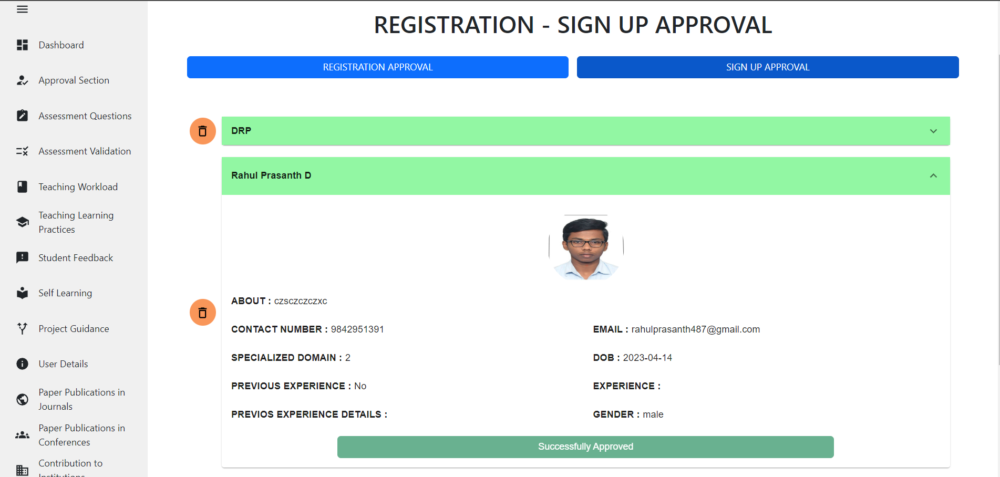 REGISTRATION - SIGN UP APPROVAL
REGISTRATION APPROVAL
SIGN UP APPROVAL
Dashboard
Approval Section
Assessment Questions
Assessment Validation
Teaching Workload
Teaching Learning
Practices
Student Feedback
Self Learning
Project Guidance
User Details
Paper Publications in
Journals
Paper Publications in
Conferences
Contribution to
Institutions
DRP
Rahul Prasanth D
ABOUT : czsczczczxc
CONTACT NUMBER : 9842951391
EMAIL : rahulprasanth487@gmail.com
SPECIALIZED DOMAIN : 2
DOB : 2023-04-14
PREVIOUS EXPERIENCE : No
EXPERIENCE :
PREVIOS EXPERIENCE DETAILS :
GENDER : male
Successfully Approved